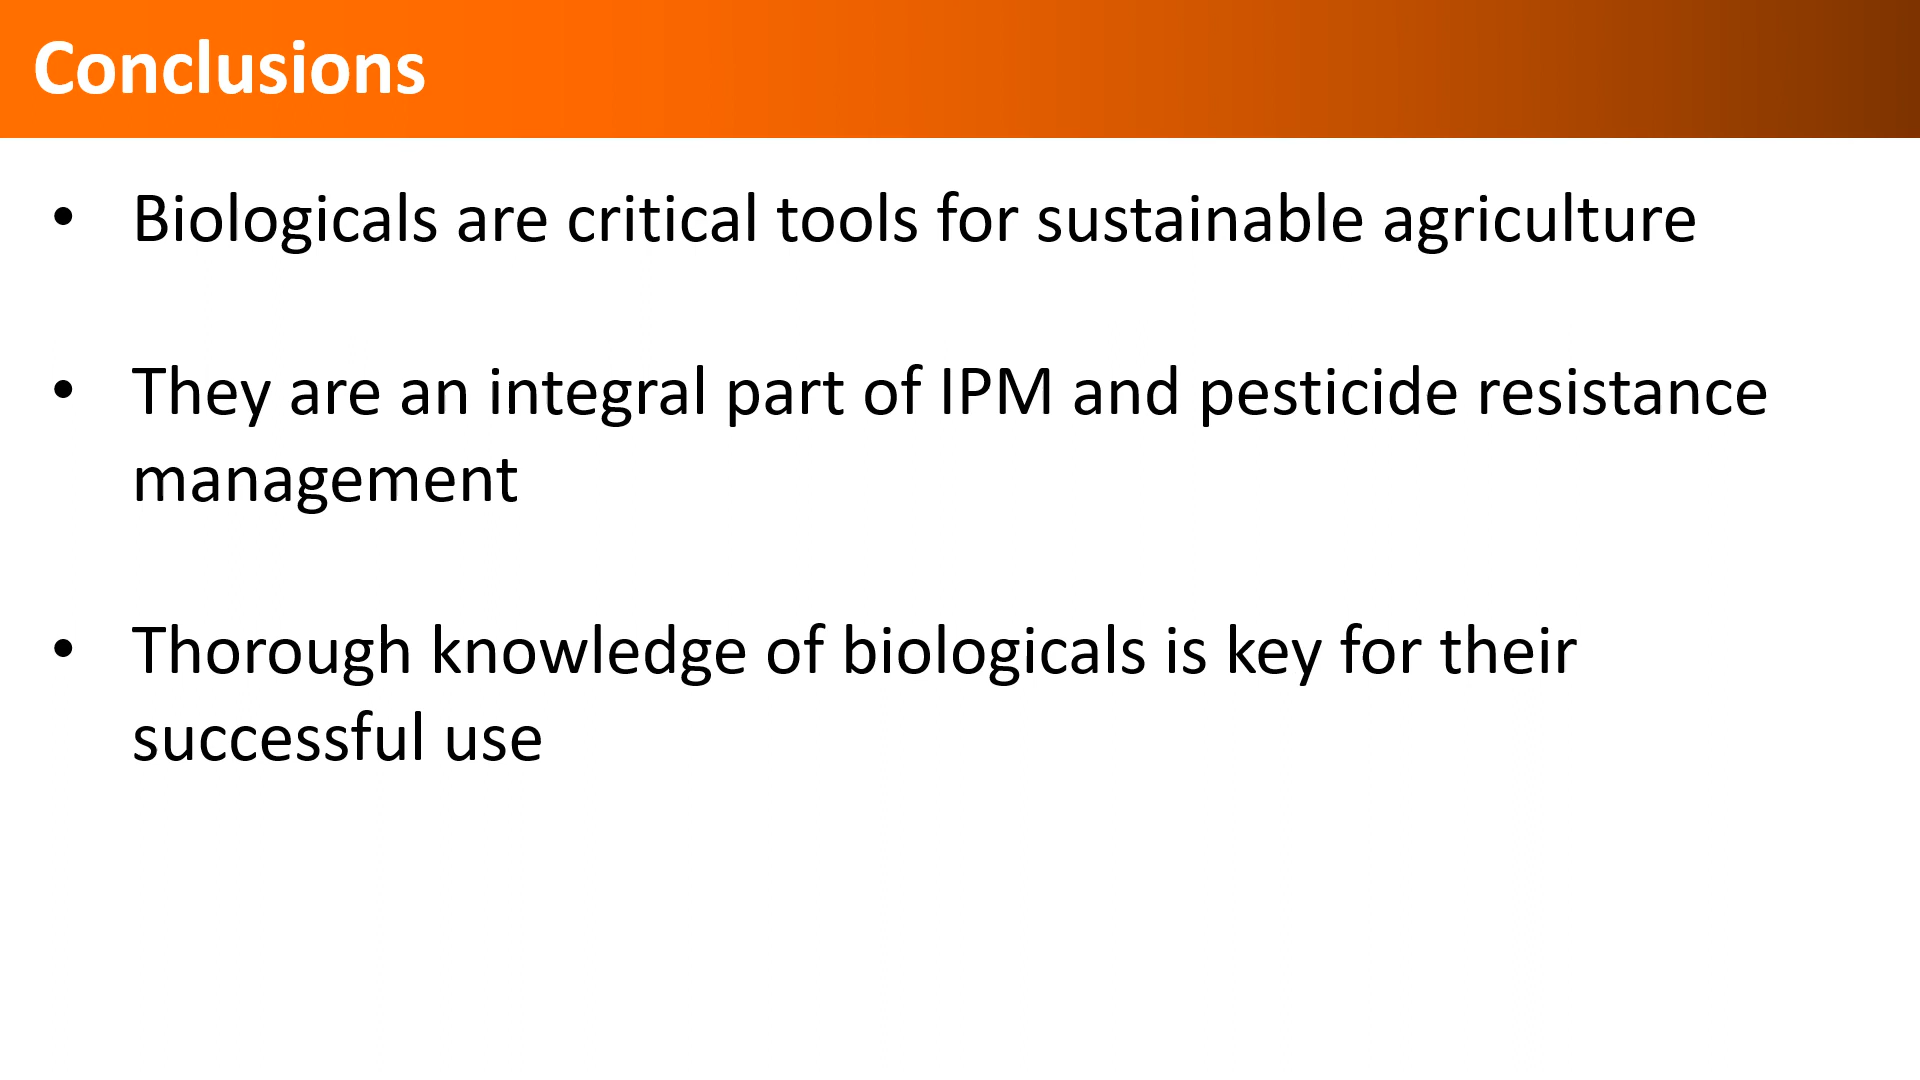 Conclusions
• Biologicals are critical tools for sustainable agriculture
• They are an integral part of IPM and pesticide resistance
management
• Thorough knowledge of biologicals is key for their
successful use